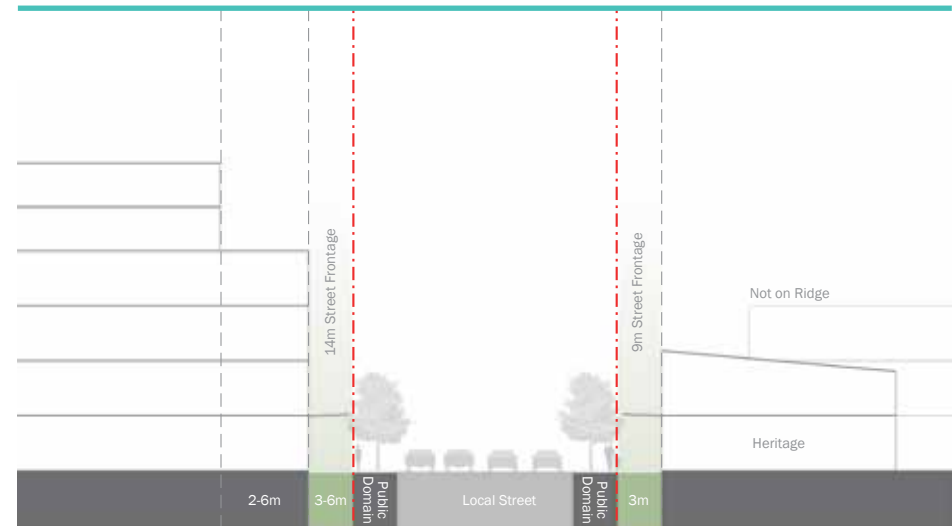 14m Street Frontage
9m Street Frontage
Not on Ridge
Heritage
2-6m
3-6m
Public
Domain
Local Street
Public
Domain
3m